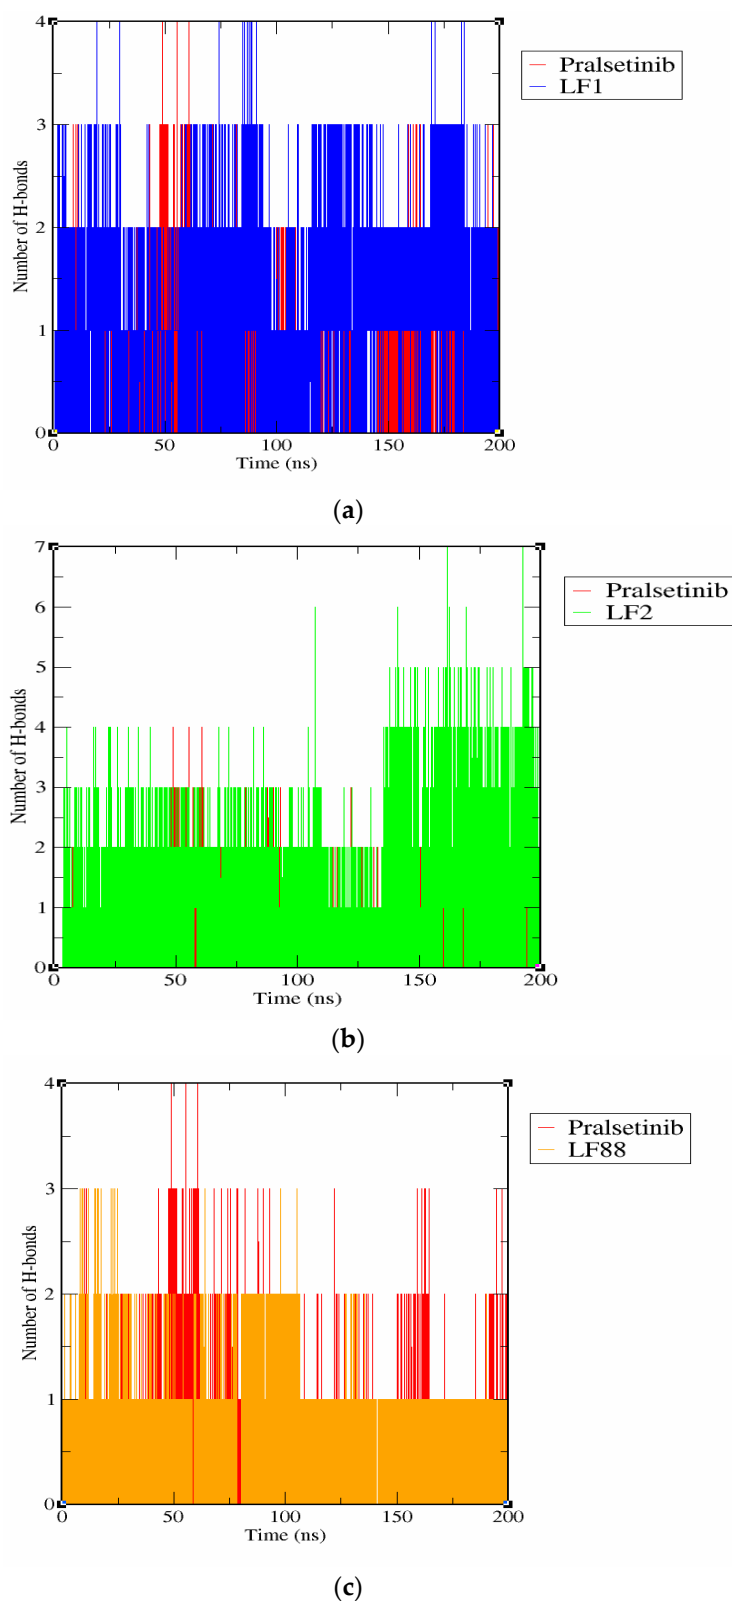 4
3
2
1
0
Number of H-bonds
0 50 100 150 200
Time (ns)
Pralsetinib
LF1
(a)
7
6
5
4
3
2
1
0
Number of H-bonds
0 50 100 150 200
Time (ns)
Pralsetinib
LF2
(b)
4
3
2
1
0
Number of H-bonds
0 50 100 150 200
Time (ns)
Pralsetinib
LF88
(c)